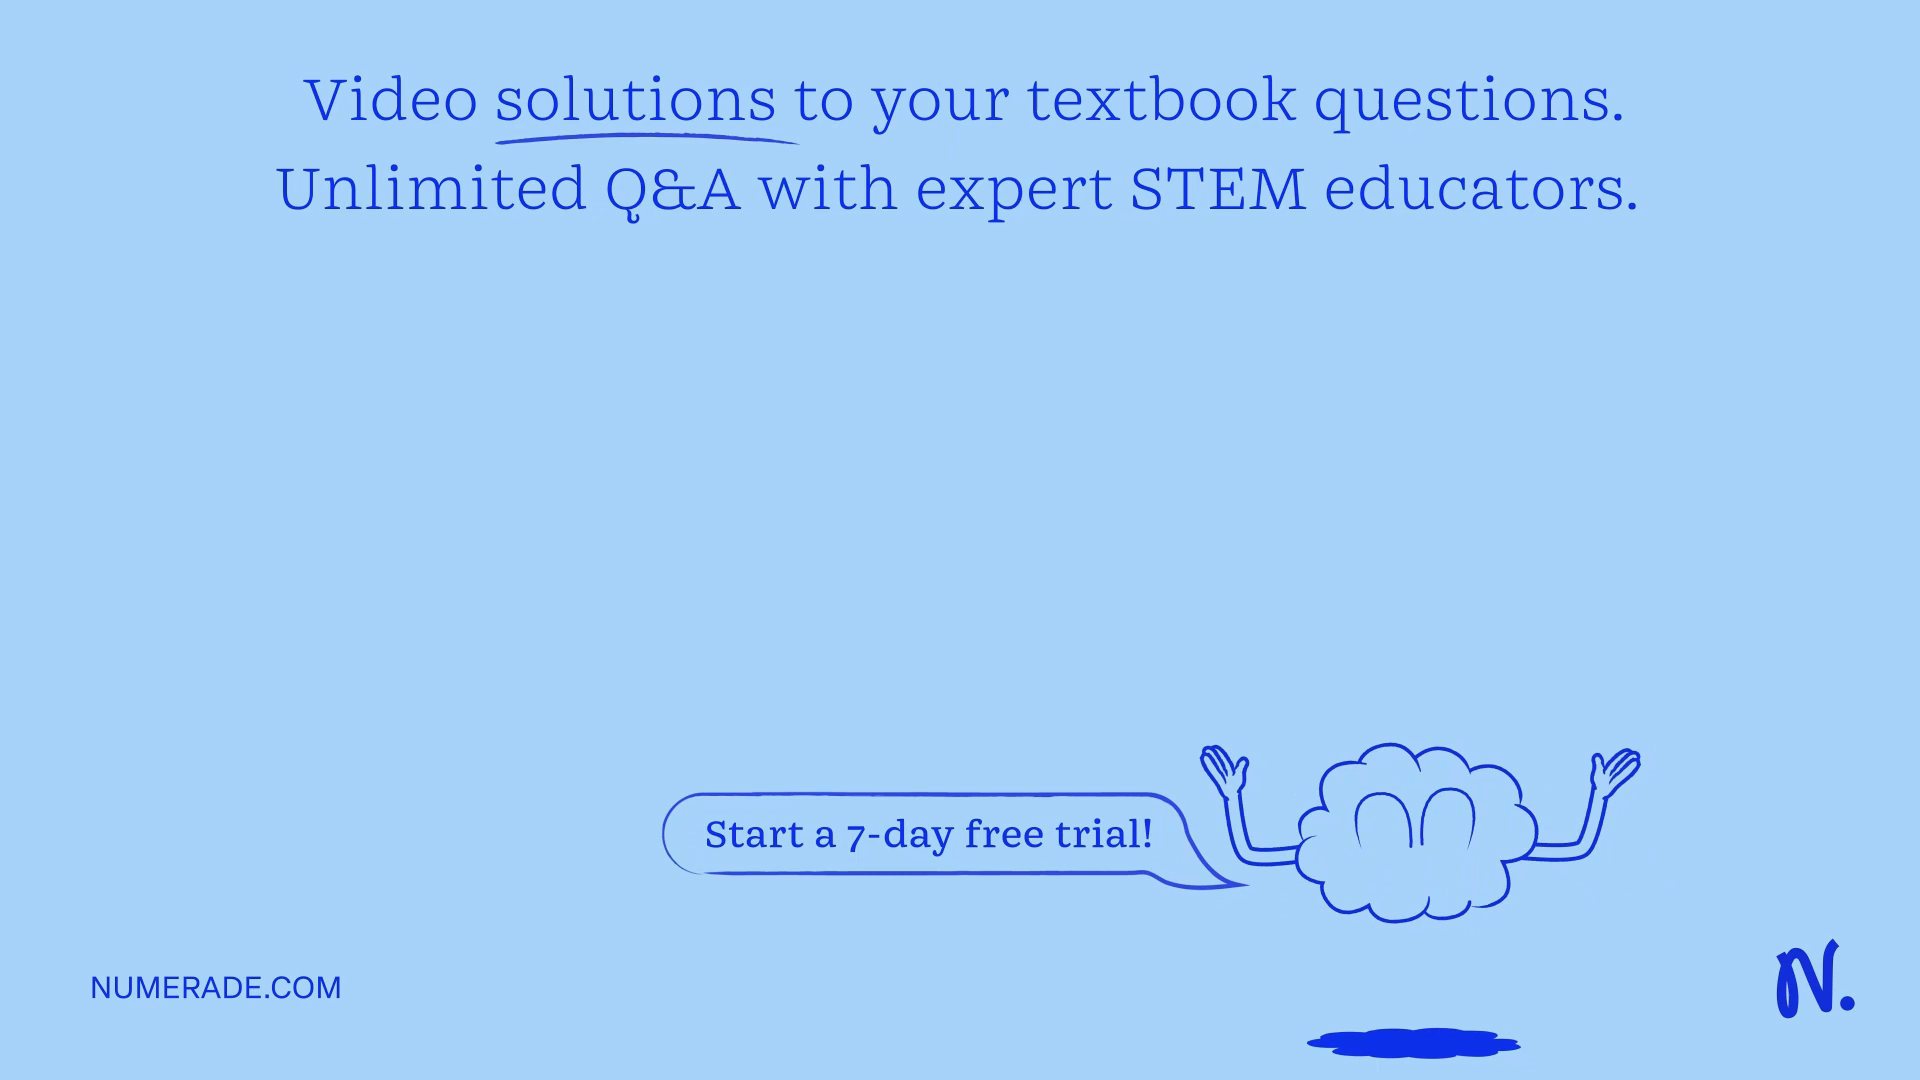 Video solutions to your textbook questions.
Unlimited Q&A with expert STEM educators.
Start a 7-day free trial!
NUMERADE.COM
N.